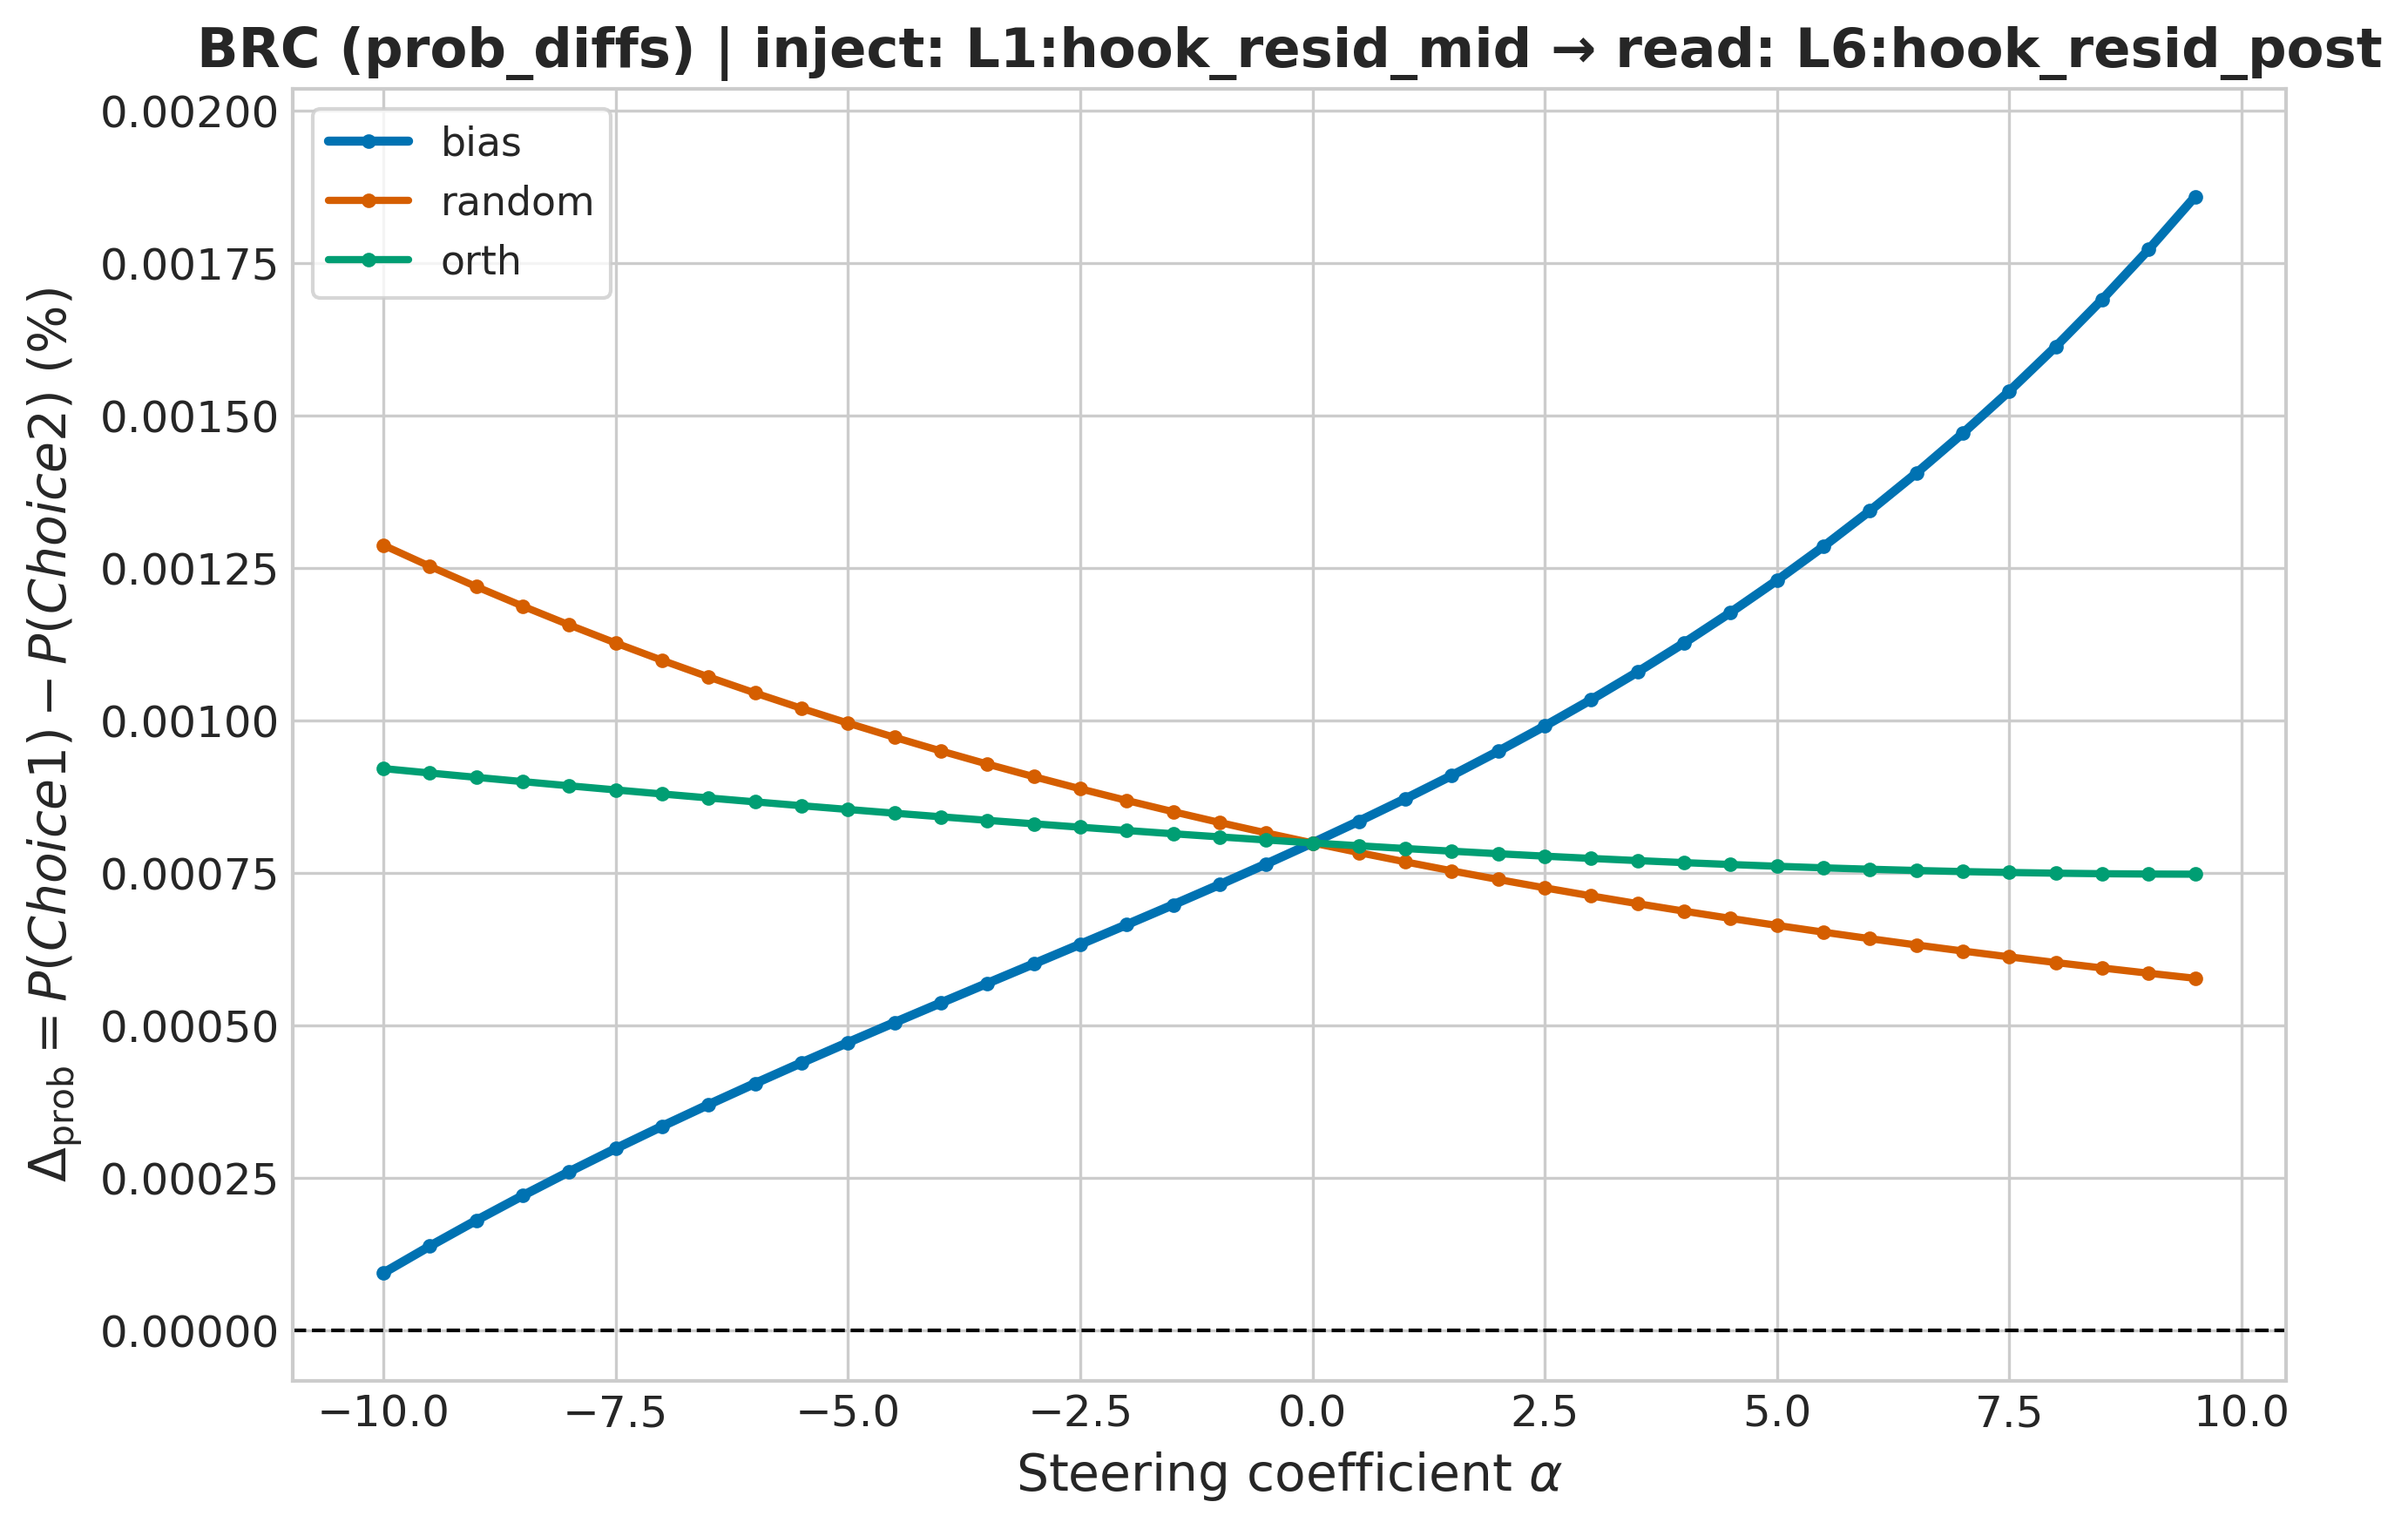 BRC (prob_diffs) | inject: L1:hook_resid_mid → read: L6:hook_resid_post
bias
random
orth
Δprob = P(Choice1) − P(Choice2) (%)
0.00200
0.00175
0.00150
0.00125
0.00100
0.00075
0.00050
0.00025
0.00000
−10.0 −7.5 −5.0 −2.5 0.0 2.5 5.0 7.5 10.0
Steering coefficient α